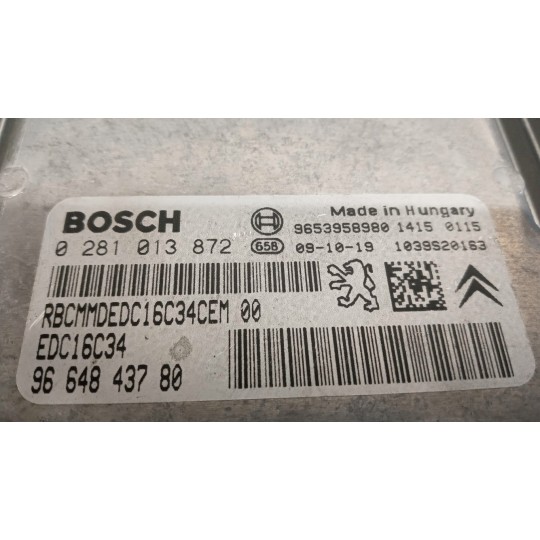 Made in Hungary
BOSCH 9653958980 1415 0115
0 281 013 872 658 09-10-19 1039S20163
RBCMMDEDC16C34CEM 00
EDC16C34
96 648 437 80